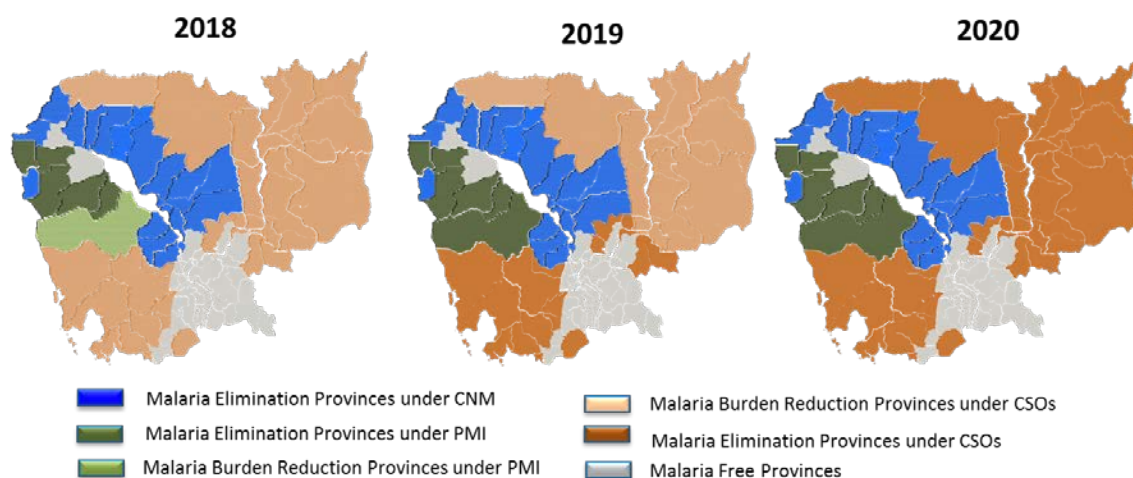 2018
2019
2020
Malaria Elimination Provinces under CNM
Malaria Elimination Provinces under PMI
Malaria Burden Reduction Provinces under PMI
Malaria Burden Reduction Provinces under CSOs
Malaria Elimination Provinces under CSOs
Malaria Free Provinces